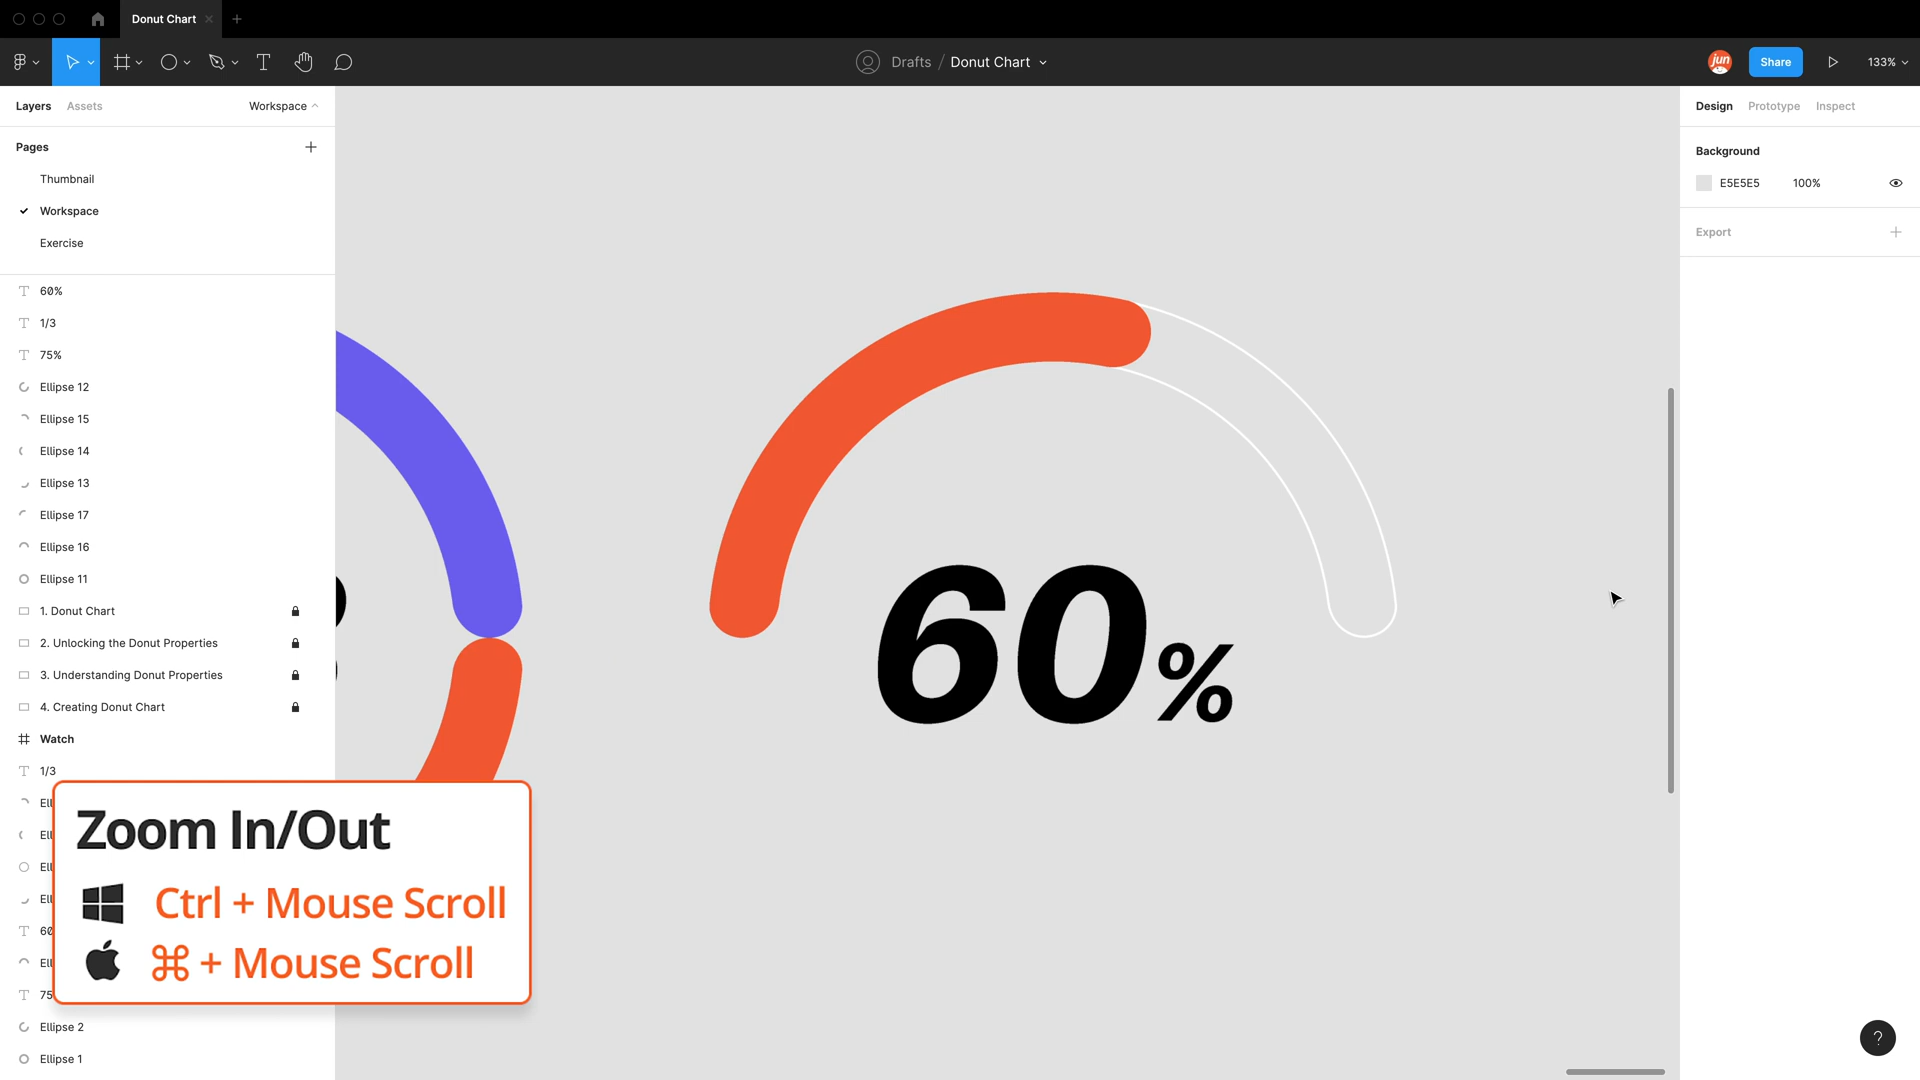 Donut Chart
Drafts / Donut Chart
jun
Share
133%
Layers
Assets
Workspace
Design
Prototype
Inspect
Pages
Thumbnail
Workspace
Exercise
Background
E5E5E5
100%
Export
60%
1/3
75%
Ellipse 12
Ellipse 15
Ellipse 14
Ellipse 13
Ellipse 17
Ellipse 16
Ellipse 11
1. Donut Chart
2. Unlocking the Donut Properties
3. Understanding Donut Properties
4. Creating Donut Chart
Watch
1/3
Ellipse 2
Ellipse 1
60%
Zoom In/Out
Ctrl + Mouse Scroll
⌘ + Mouse Scroll
?